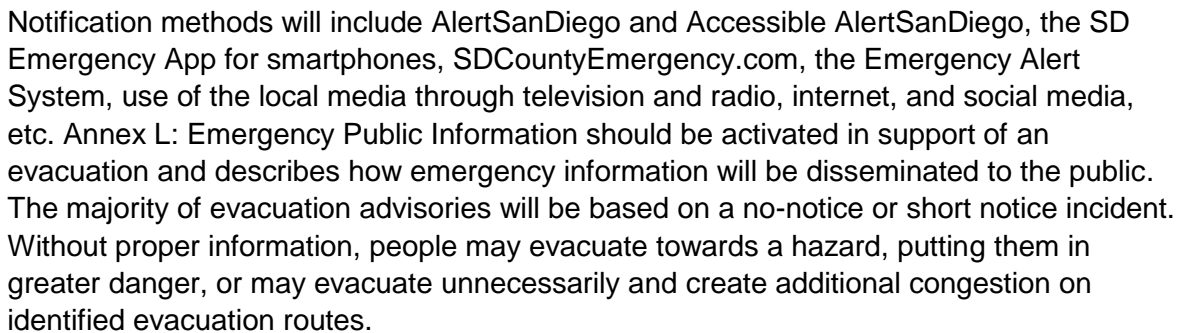 Notification methods will include AlertSanDiego and Accessible AlertSanDiego, the SD
Emergency App for smartphones, SDCountyEmergency.com, the Emergency Alert
System, use of the local media through television and radio, internet, and social media,
etc. Annex L: Emergency Public Information should be activated in support of an
evacuation and describes how emergency information will be disseminated to the public.
The majority of evacuation advisories will be based on a no-notice or short notice incident.
Without proper information, people may evacuate towards a hazard, putting them in
greater danger, or may evacuate unnecessarily and create additional congestion on
identified evacuation routes.